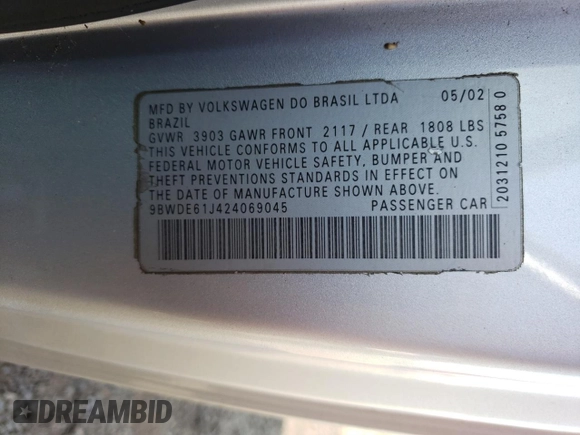 MFD BY VOLKSWAGEN DO BRASIL LTDA 05/02
BRAZIL
GVWR 3903 GAWR FRONT 2117 / REAR 1808 LBS
THIS VEHICLE CONFORMS TO ALL APPLICABLE U.S.
FEDERAL MOTOR VEHICLE SAFETY, BUMPER AND
THEFT PREVENTIONS STANDARDS IN EFFECT ON
THE DATE OF MANUFACTURE SHOWN ABOVE.
9BWDE61J424069045 PASSENGER CAR
2031210 5758 0
DREAMBID